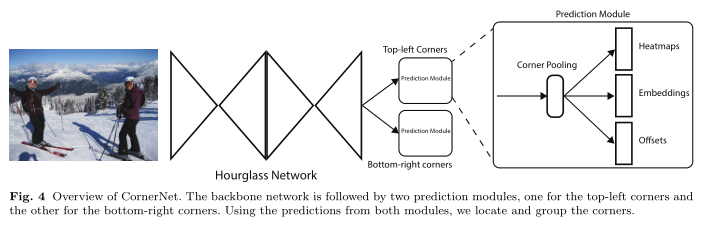 Prediction Module
Top-left Corners
Prediction Module
Corner Pooling
Heatmaps
Embeddings
Offsets
Prediction Module
Bottom-right corners
Hourglass Network
Fig. 4 Overview of CornerNet. The backbone network is followed by two prediction modules, one for the top-left corners and
the other for the bottom-right corners. Using the predictions from both modules, we locate and group the corners.